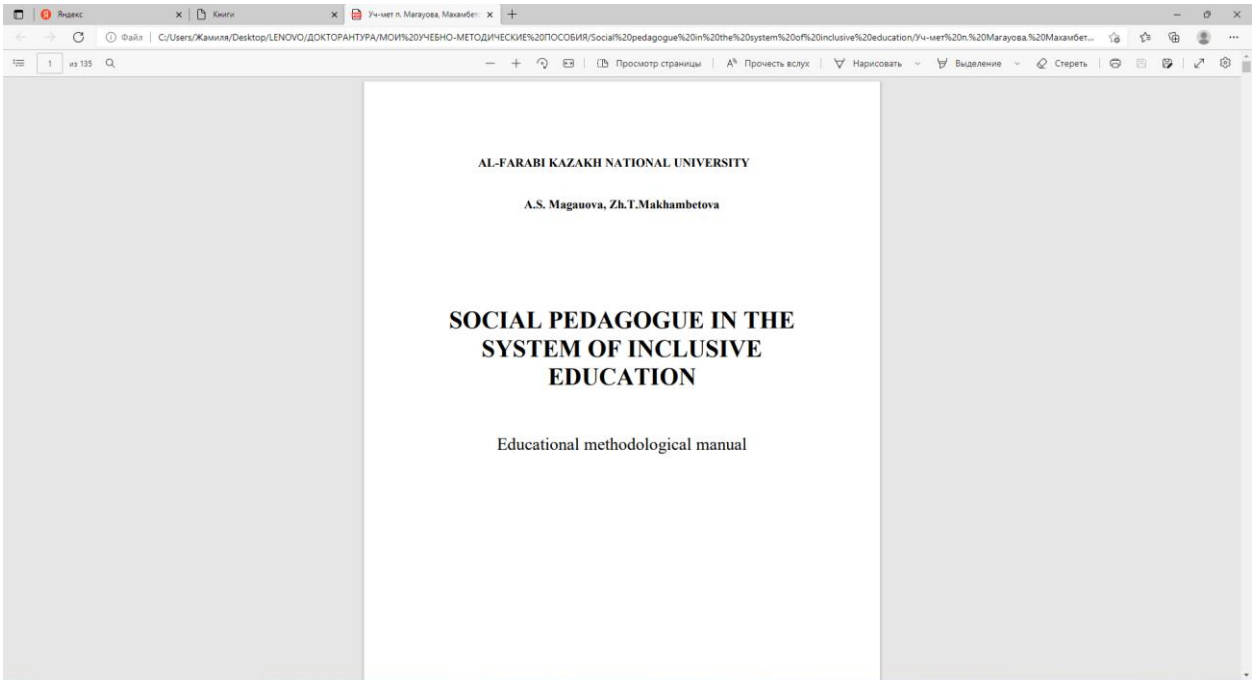 Яндекс
Книги
Уч-мет п. Магауова, Махамбет
Файл C:/Users/Жамиля/Desktop/LENOVO/ДОКТОРАНТУРА/МОИ%20УЧЕБНО-МЕТОДИЧЕСКИЕ%20ПОСОБИЯ/Social%20pedagogue%20in%20the%20system%20of%20inclusive%20education/Уч-мет%20п.%20Магауова.%20Махамбет...
1 из 135 Просмотр страницы Прочесть вслух Нарисовать Выделение Стереть
AL-FARABI KAZAKH NATIONAL UNIVERSITY
A.S. Magauova, Zh.T.Makhambetova
SOCIAL PEDAGOGUE IN THE
SYSTEM OF INCLUSIVE
EDUCATION
Educational methodological manual